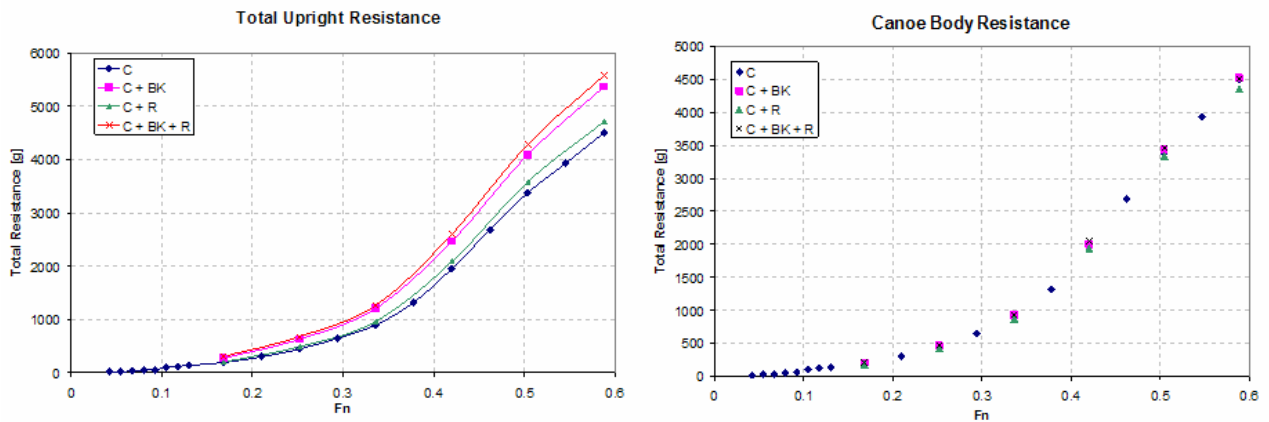 Total Upright Resistance
6000
5000
4000
3000
2000
1000
0
Total Resistance [g]
C
C + BK
C + R
C + BK + R
0 0.1 0.2 0.3 0.4 0.5 0.6
Fn
Canoe Body Resistance
5000
4500
4000
3500
3000
2500
2000
1500
1000
500
0
Total Resistance [g]
C
C + BK
C + R
C + BK + R
0 0.1 0.2 0.3 0.4 0.5 0.6
Fn